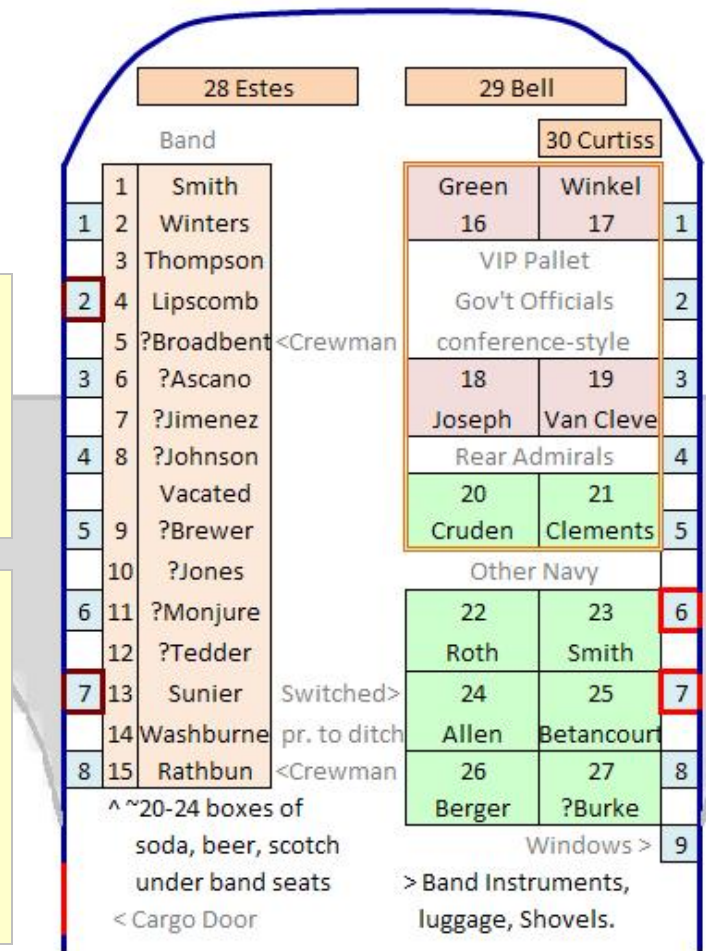 28 Estes 29 Bell
Band 30 Curtiss
1 Smith Green Winkel
1 2 Winters 16 17 1
3 Thompson VIP Pallet
2 4 Lipscomb Gov't Officials 2
5 ?Broadbent <Crewman conference-style
3 6 ?Ascano 18 19 3
7 ?Jimenez Joseph Van Cleve
4 8 ?Johnson Rear Admirals 4
Vacated 20 21
5 9 ?Brewer Cruden Clements 5
10 ?Jones Other Navy
6 11 ?Monjure 22 23 6
12 ?Tedder Roth Smith
7 13 Sunier Switched> 24 25 7
14 Washburne pr. to ditch Allen Betancourt
8 15 Rathbun <Crewman 26 27 8
^ ~20-24 boxes of Berger ?Burke
soda, beer, scotch Windows > 9
under band seats > Band Instruments,
< Cargo Door luggage, Shovels.